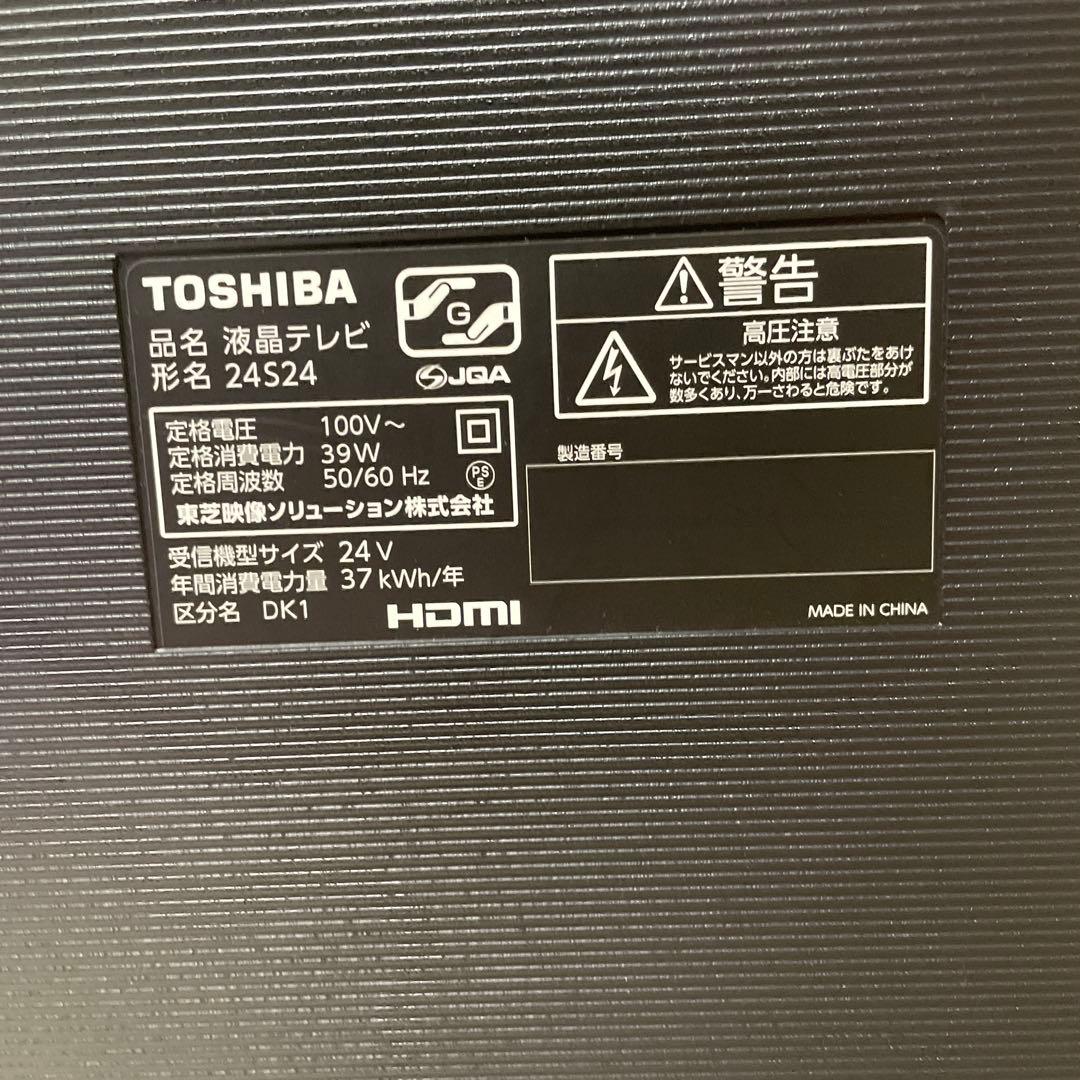 TOSHIBA
品名 液晶テレビ
形名 24S24
G
JQA
定格電圧 100V～
定格消費電力 39W
定格周波数 50/60 Hz
PS
E
東芝映像ソリューション株式会社
受信機型サイズ 24V
年間消費電力量 37kWh/年
区分名 DK1
HDMI
警告
高圧注意
サービスマン以外の方は裏ぶたをあけ
ないでください。内部には高電圧部分が
数多くあり、万一さわると危険です。
製造番号
MADE IN CHINA